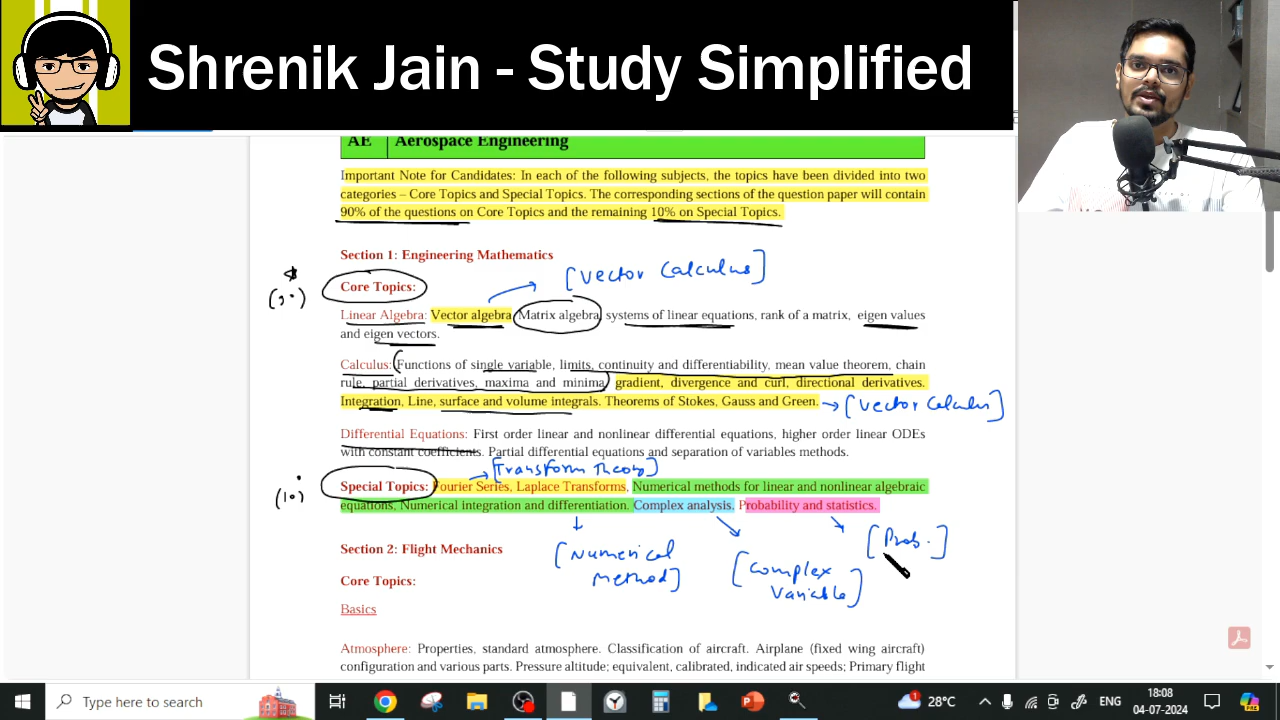 Shrenik Jain - Study Simplified
AE Aerospace Engineering
Important Note for Candidates: In each of the following subjects, the topics have been divided into two
categories – Core Topics and Special Topics. The corresponding sections of the question paper will contain
90% of the questions on Core Topics and the remaining 10% on Special Topics.
Section 1: Engineering Mathematics
[Vector Calculus]
Core Topics:
Linear Algebra: Vector algebra, Matrix algebra, systems of linear equations, rank of a matrix, eigen values
and eigen vectors.
Calculus: Functions of single variable, limits, continuity and differentiability, mean value theorem, chain
rule, partial derivatives, maxima and minima, gradient, divergence and curl, directional derivatives.
Integration, Line, surface and volume integrals. Theorems of Stokes, Gauss and Green. → [Vector Calculus]
Differential Equations: First order linear and nonlinear differential equations, higher order linear ODEs
with constant coefficients. Partial differential equations and separation of variables methods.
→ [Transform Theory]
Special Topics: Fourier Series, Laplace Transforms, Numerical methods for linear and nonlinear algebraic
(10)
equations, Numerical integration and differentiation. Complex analysis. Probability and statistics.
[Numerical
Method]
[Complex
Variable]
[Prob.]
Section 2: Flight Mechanics
Core Topics:
Basics
Atmosphere: Properties, standard atmosphere. Classification of aircraft. Airplane (fixed wing aircraft)
configuration and various parts. Pressure altitude; equivalent, calibrated, indicated air speeds; Primary flight
Type here to search
1
28°C
ENG
18:08
04-07-2024